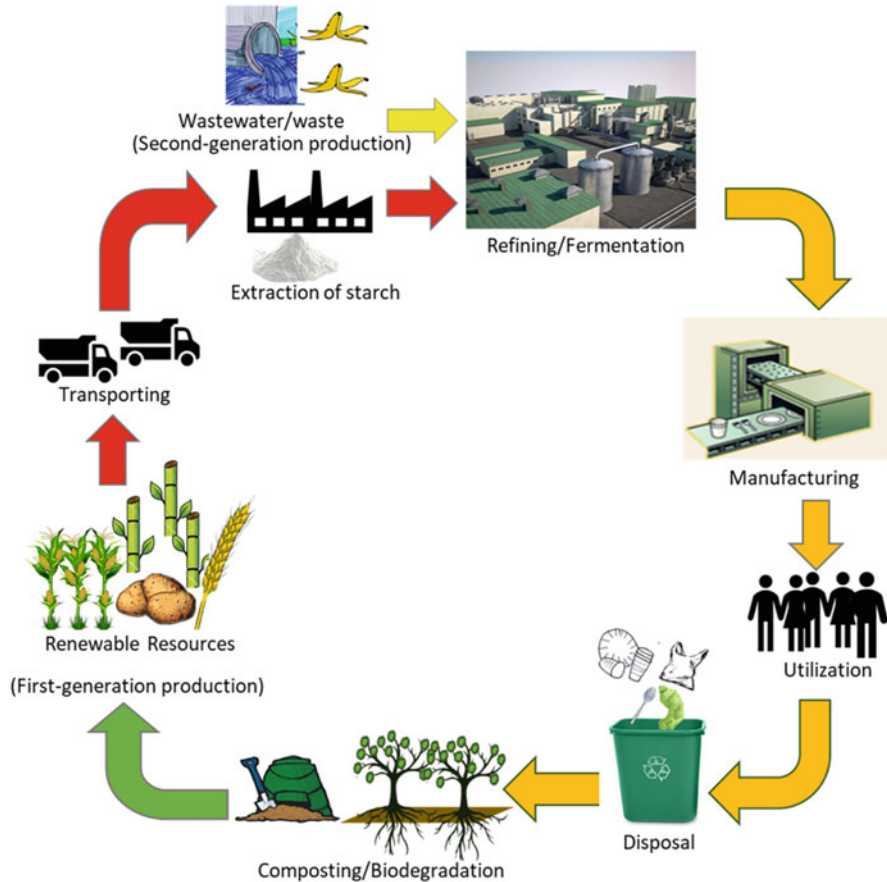 Wastewater/waste
(Second-generation production)
Refining/Fermentation
Extraction of starch
Transporting
Manufacturing
Renewable Resources
(First-generation production)
Utilization
Disposal
Composting/Biodegradation